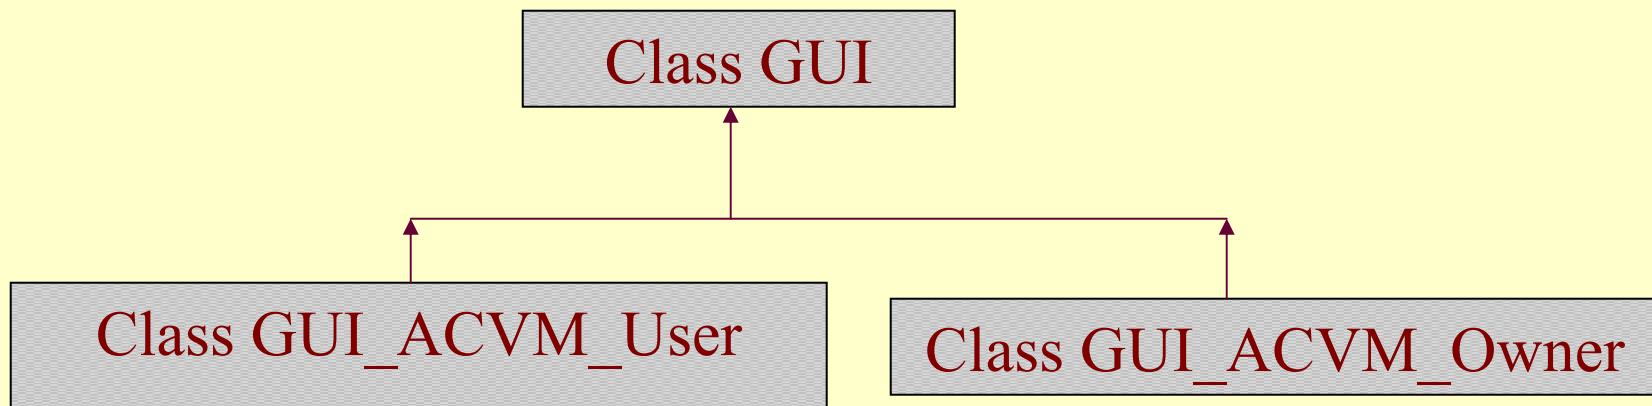 Class GUI
Class GUI_ACVM_User
Class GUI_ACVM_Owner